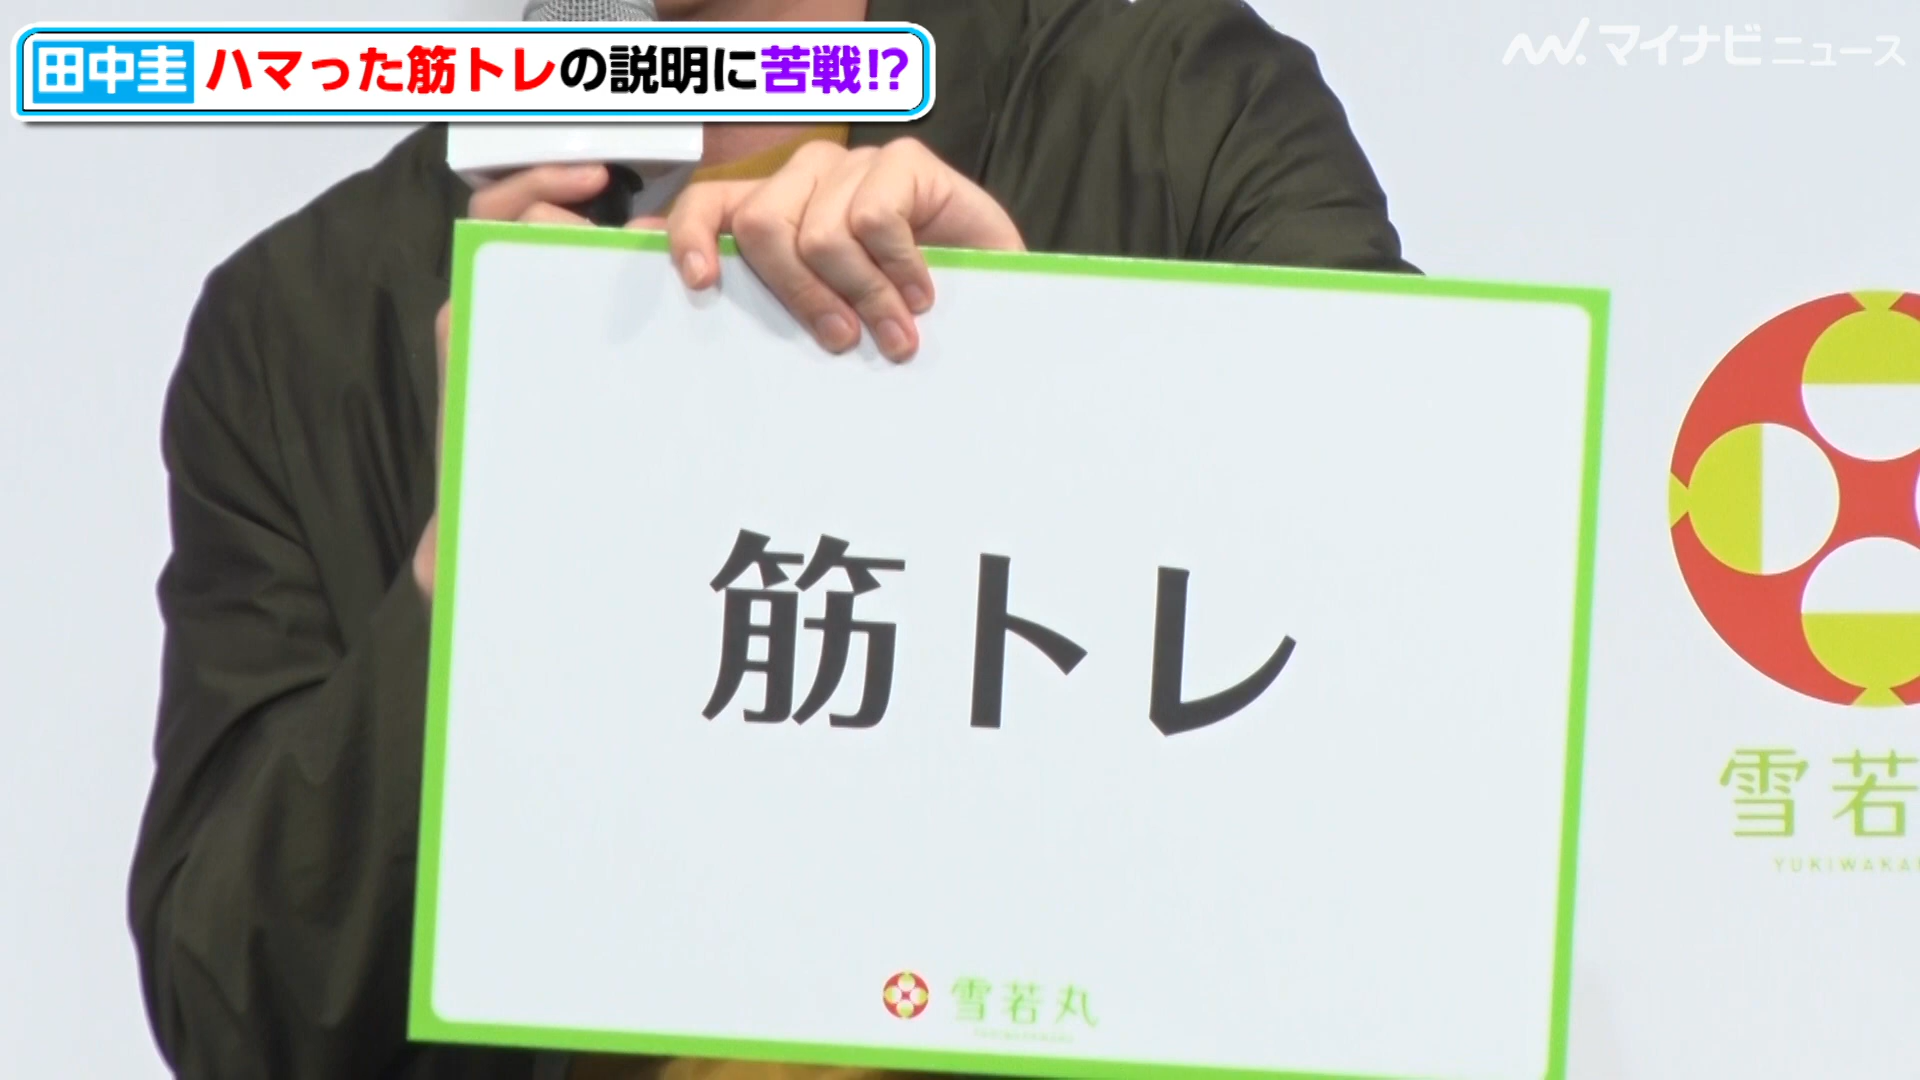 田中圭 ハマった筋トレの説明に苦戦!?
マイナビニュース
筋トレ
雪若
YUKIWAKA
雪若丸